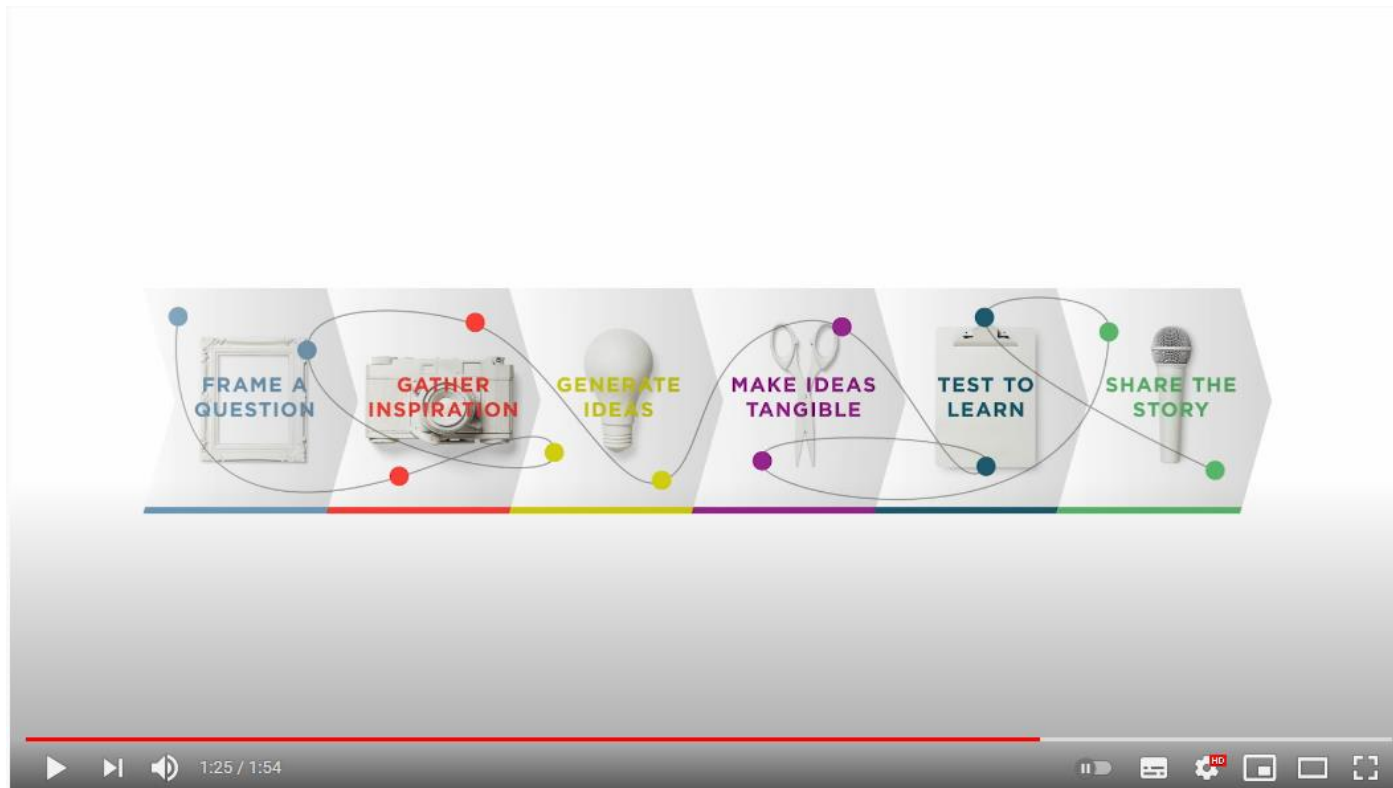 FRAME A
QUESTION
GATHER
INSPIRATION
GENERATE
IDEAS
MAKE IDEAS
TANGIBLE
TEST TO
LEARN
SHARE THE
STORY
1:25 / 1:54
HD